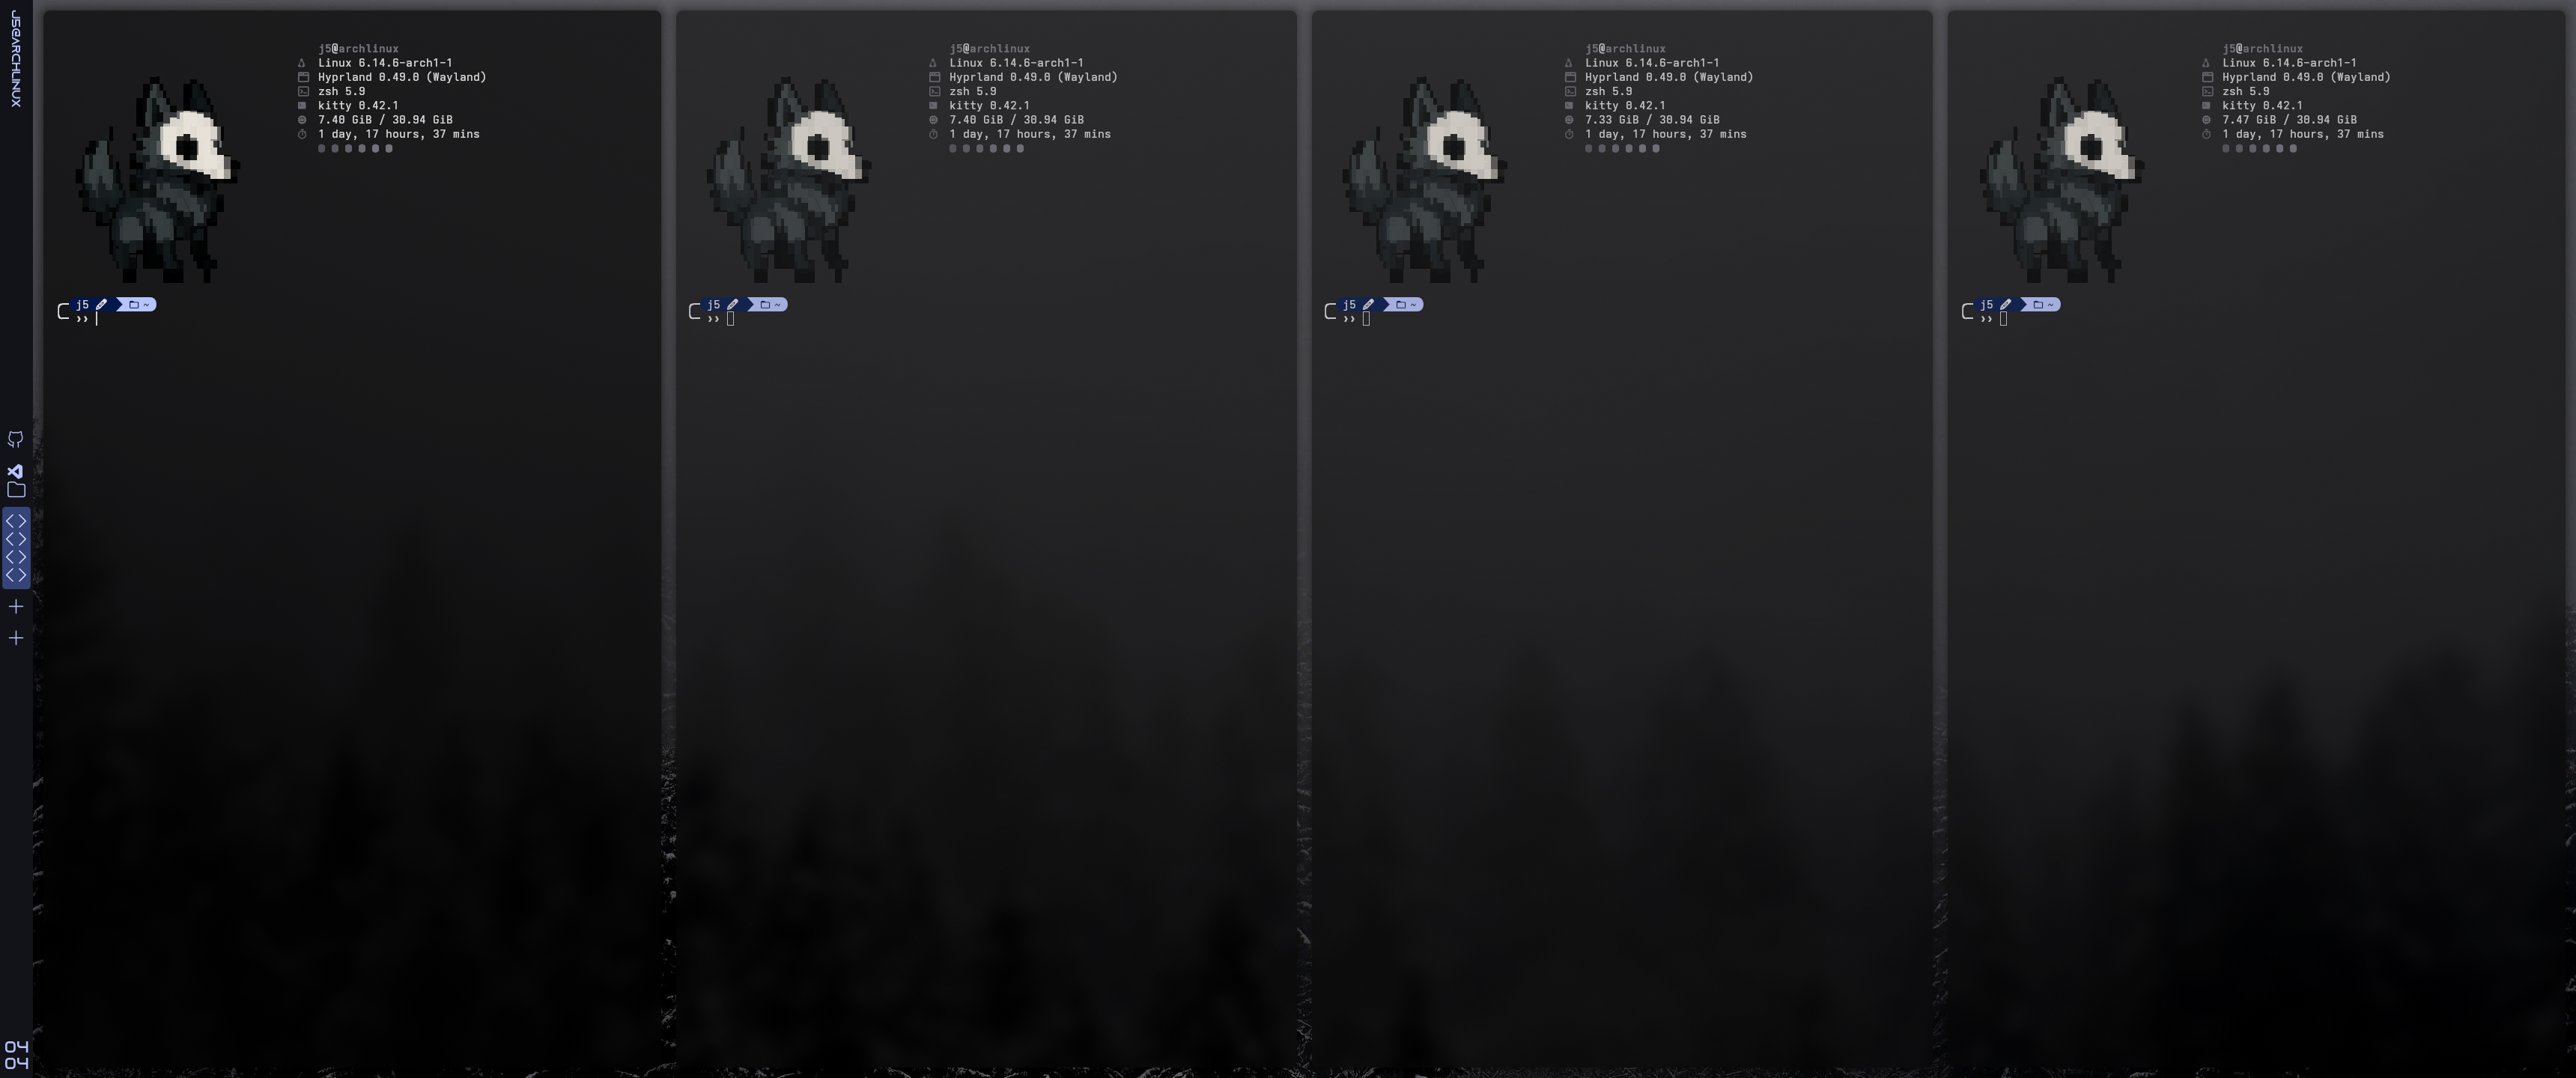 J5@ARCHLINUX
j5@archlinux
Linux 6.14.6-arch1-1
Hyprland 0.49.0 (Wayland)
zsh 5.9
kitty 0.42.1
7.40 GiB / 30.94 GiB
1 day, 17 hours, 37 mins
j5 ~
››
j5@archlinux
Linux 6.14.6-arch1-1
Hyprland 0.49.0 (Wayland)
zsh 5.9
kitty 0.42.1
7.40 GiB / 30.94 GiB
1 day, 17 hours, 37 mins
j5 ~
››
j5@archlinux
Linux 6.14.6-arch1-1
Hyprland 0.49.0 (Wayland)
zsh 5.9
kitty 0.42.1
7.33 GiB / 30.94 GiB
1 day, 17 hours, 37 mins
j5 ~
››
j5@archlinux
Linux 6.14.6-arch1-1
Hyprland 0.49.0 (Wayland)
zsh 5.9
kitty 0.42.1
7.47 GiB / 30.94 GiB
1 day, 17 hours, 37 mins
j5 ~
››
04
04